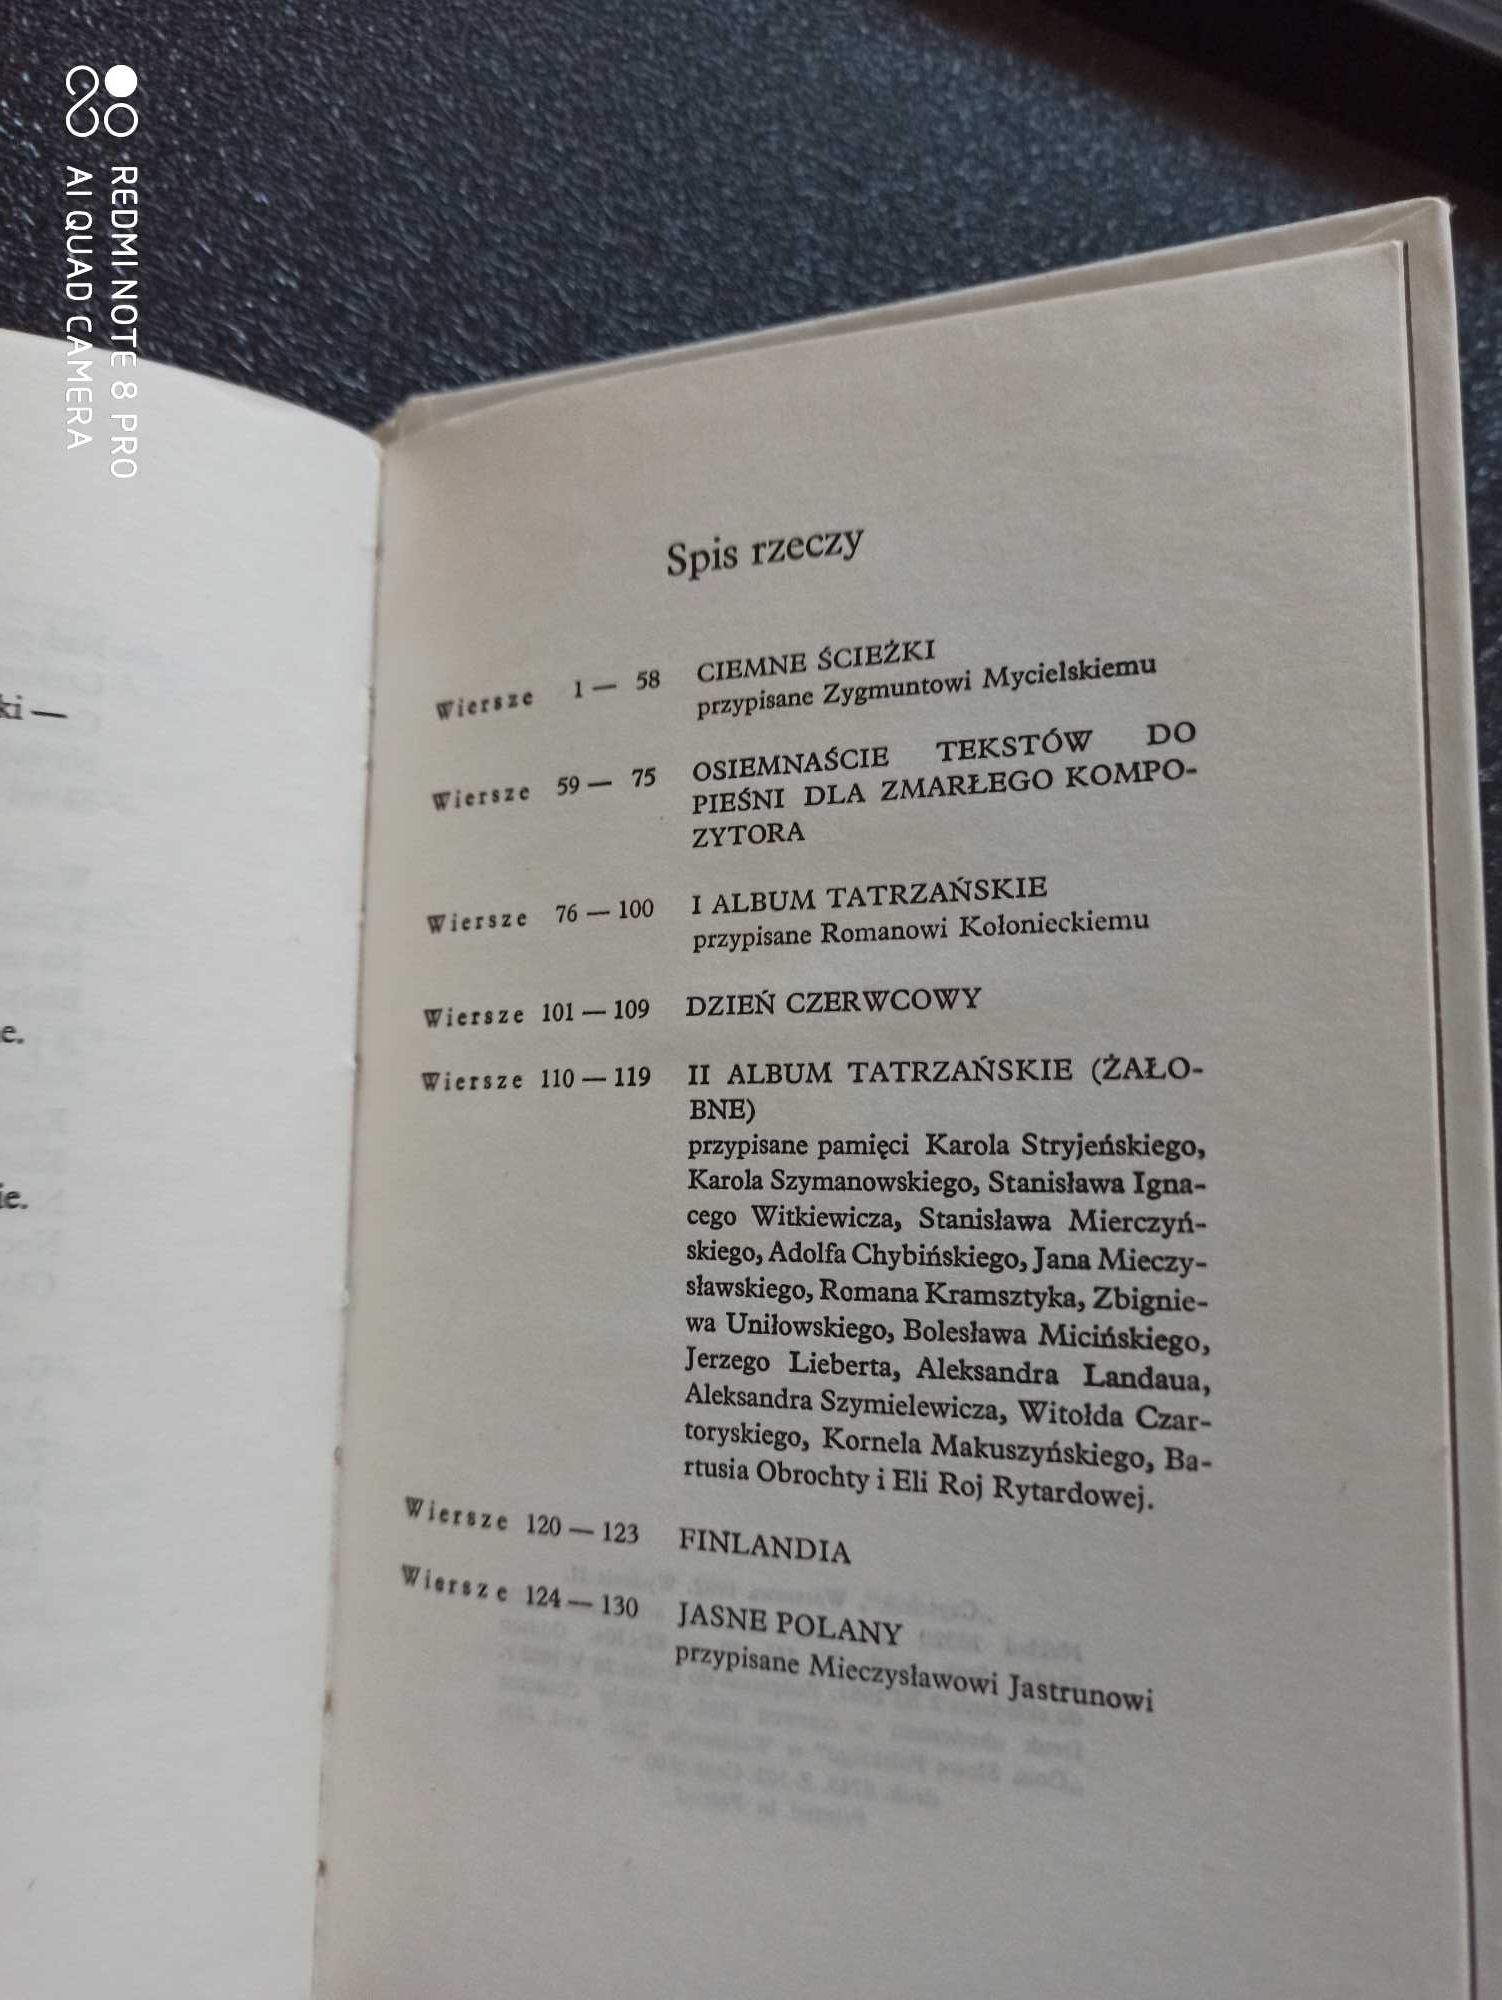 REDMI NOTE 8 PRO
AI QUAD CAMERA
ki —
e.
ie.
Spis rzeczy
Wiersze 1 — 58 CIEMNE ŚCIEŻKI
przypisane Zygmuntowi Mycielskiemu
Wiersze 59 — 75 OSIEMNAŚCIE TEKSTÓW DO
PIEŚNI DLA ZMARŁEGO KOMPO-
ZYTORA
Wiersze 76 — 100 I ALBUM TATRZAŃSKIE
przypisane Romanowi Kołonieckiemu
Wiersze 101 — 109 DZIEŃ CZERWCOWY
Wiersze 110 — 119 II ALBUM TATRZAŃSKIE (ŻAŁO-
BNE)
przypisane pamięci Karola Stryjeńskiego,
Karola Szymanowskiego, Stanisława Igna-
cego Witkiewicza, Stanisława Mierczyń-
skiego, Adolfa Chybińskiego, Jana Mieczy-
sławskiego, Romana Kramsztyka, Zbignie-
wa Uniłowskiego, Bolesława Micińskiego,
Jerzego Lieberta, Aleksandra Landaua,
Aleksandra Szymielewicza, Witołda Czar-
toryskiego, Kornela Makuszyńskiego, Ba-
rtusia Obrochty i Eli Roj Rytardowej.
Wiersze 120 — 123 FINLANDIA
Wiersze 124 — 130 JASNE POLANY
przypisane Mieczysławowi Jastrunowi